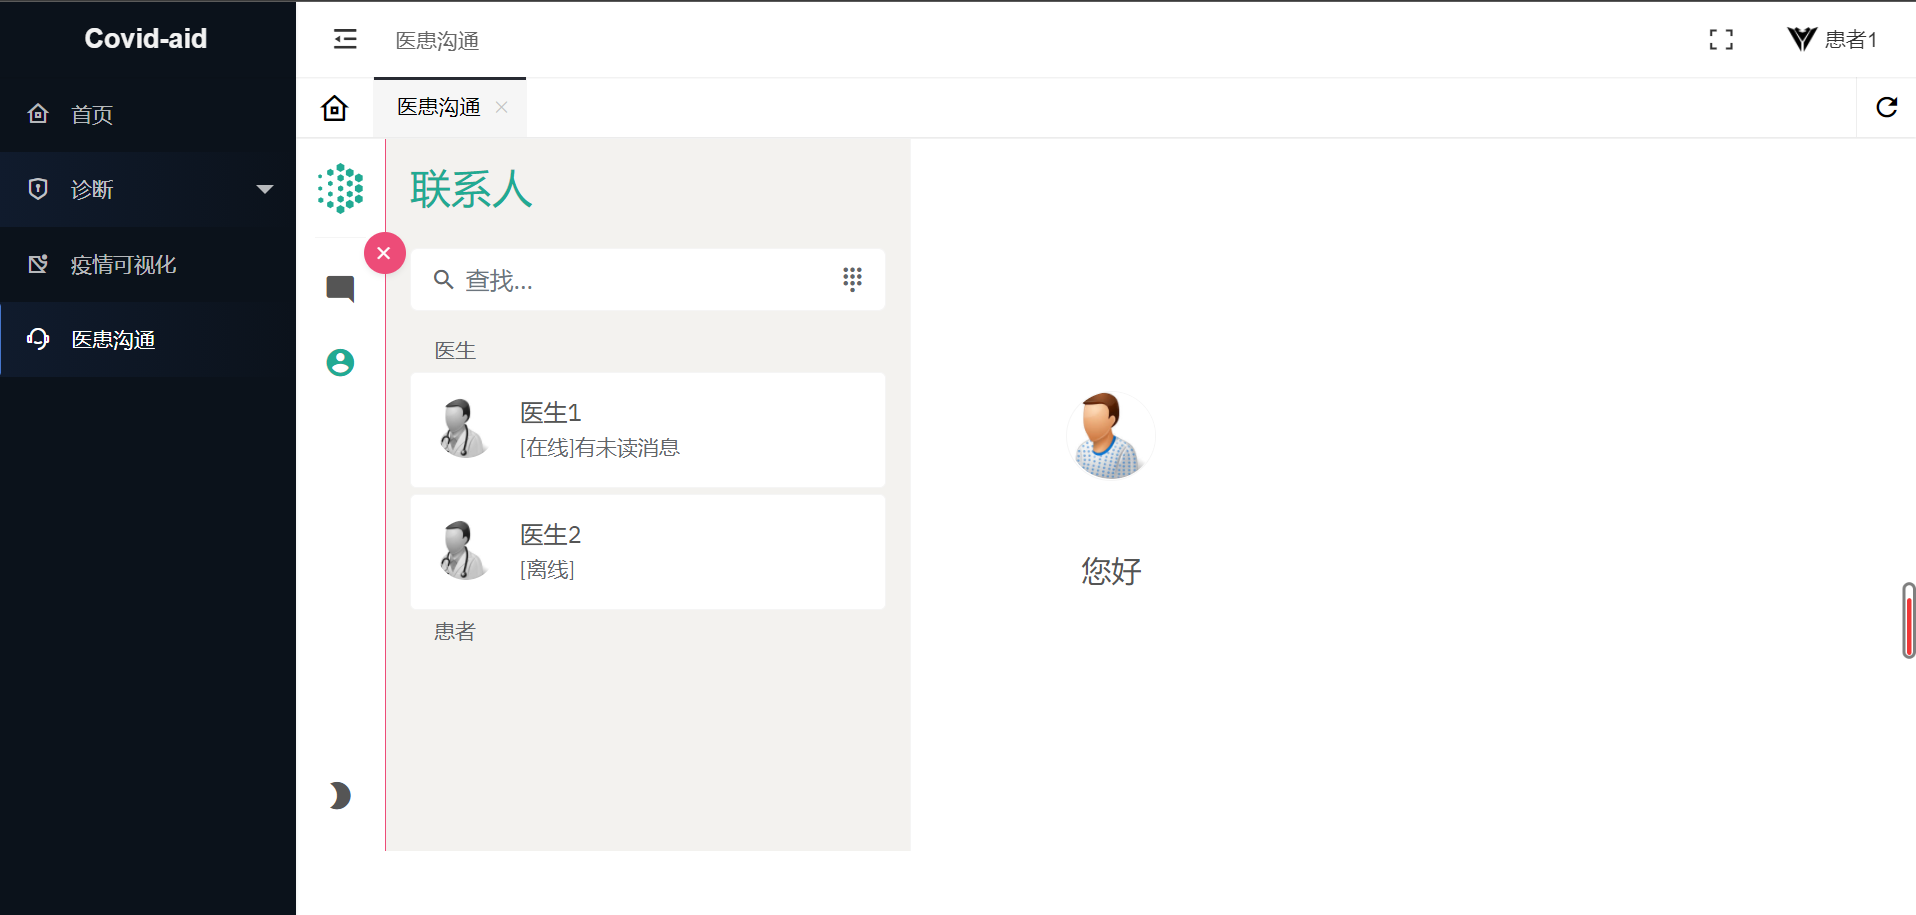 Covid-aid
首页
诊断
疫情可视化
医患沟通
医患沟通
患者1
医患沟通
联系人
查找...
医生
医生1
[在线]有未读消息
医生2
[离线]
患者
您好